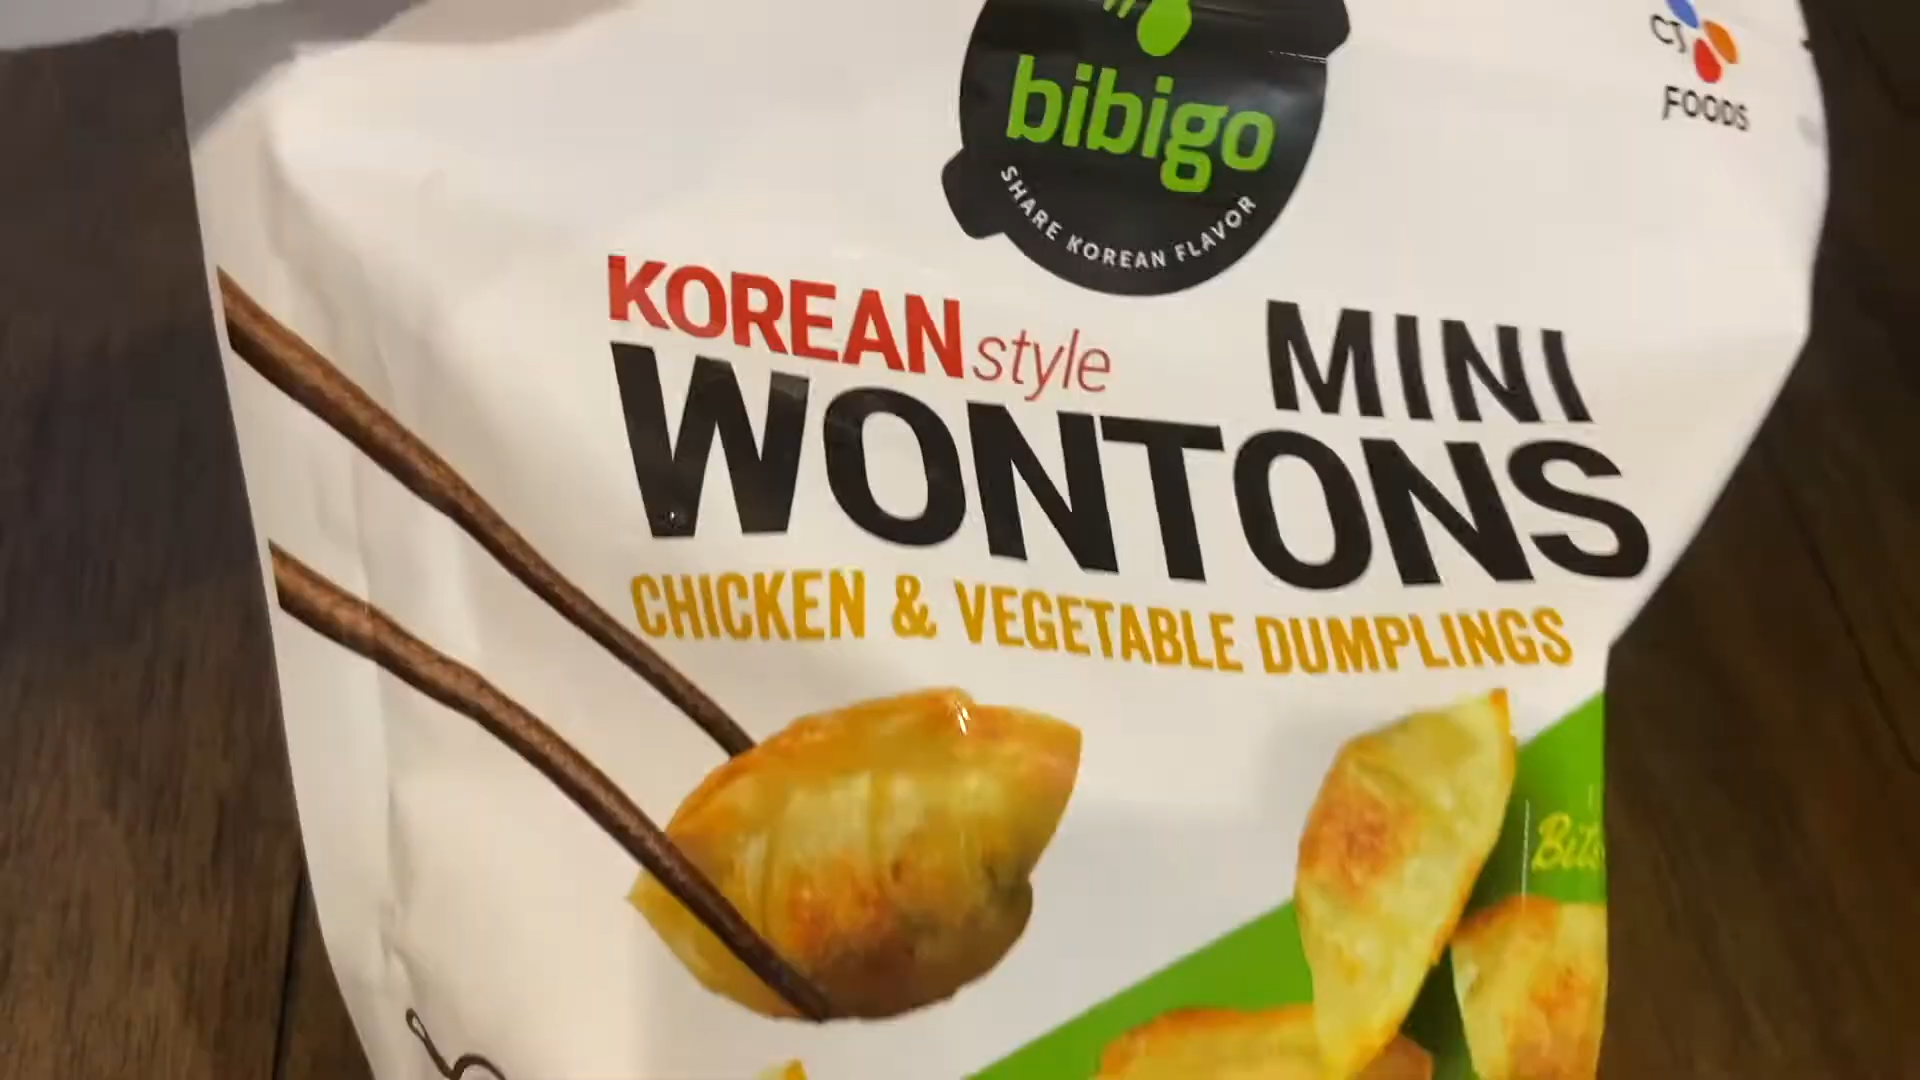 bibigo
SHARE KOREAN FLAVOR
CJ
FOODS
KOREAN style
MINI
WONTONS
CHICKEN & VEGETABLE DUMPLINGS